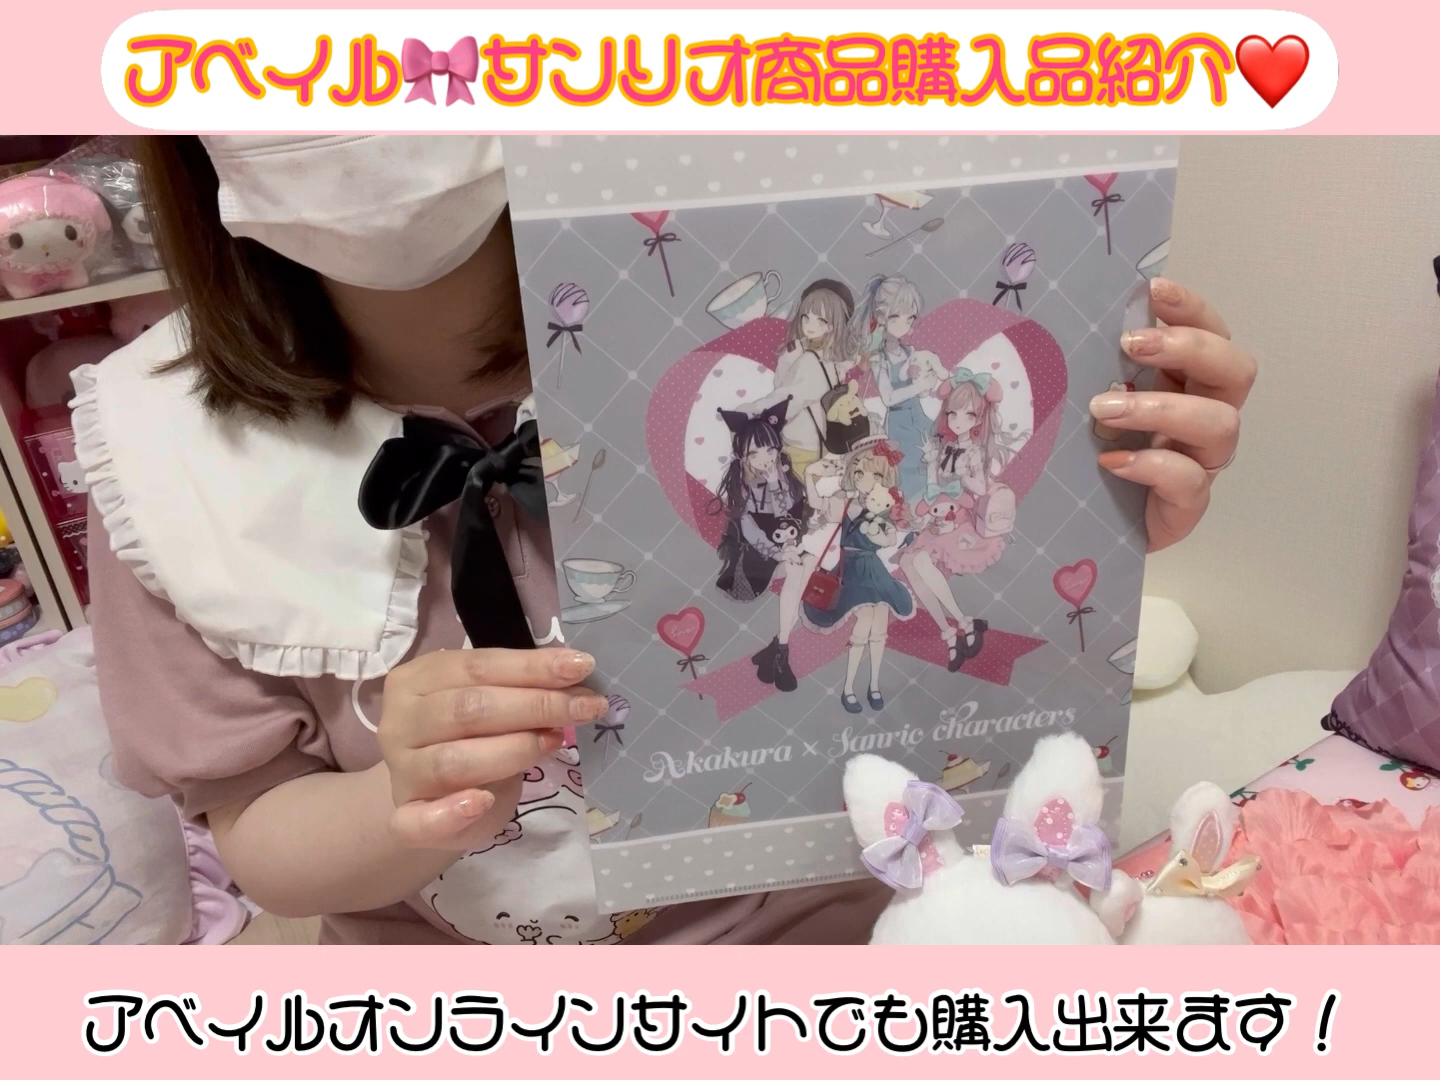 アベイル🎀サンリオ商品購入品紹介❤️
Akakura × Sanrio characters
アベイルオンラインサイトでも購入出来ます！